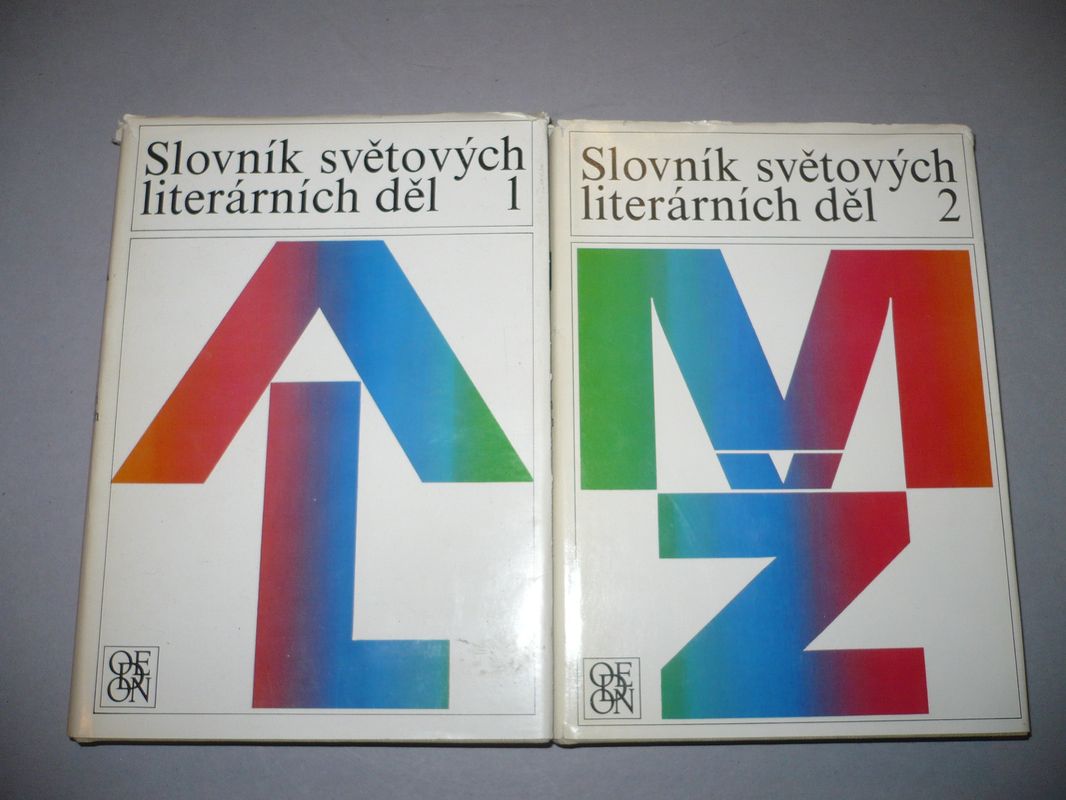 Slovník světových
literárních děl 1
A
L
ODEON
Slovník světových
literárních děl 2
M
Z
ODEON